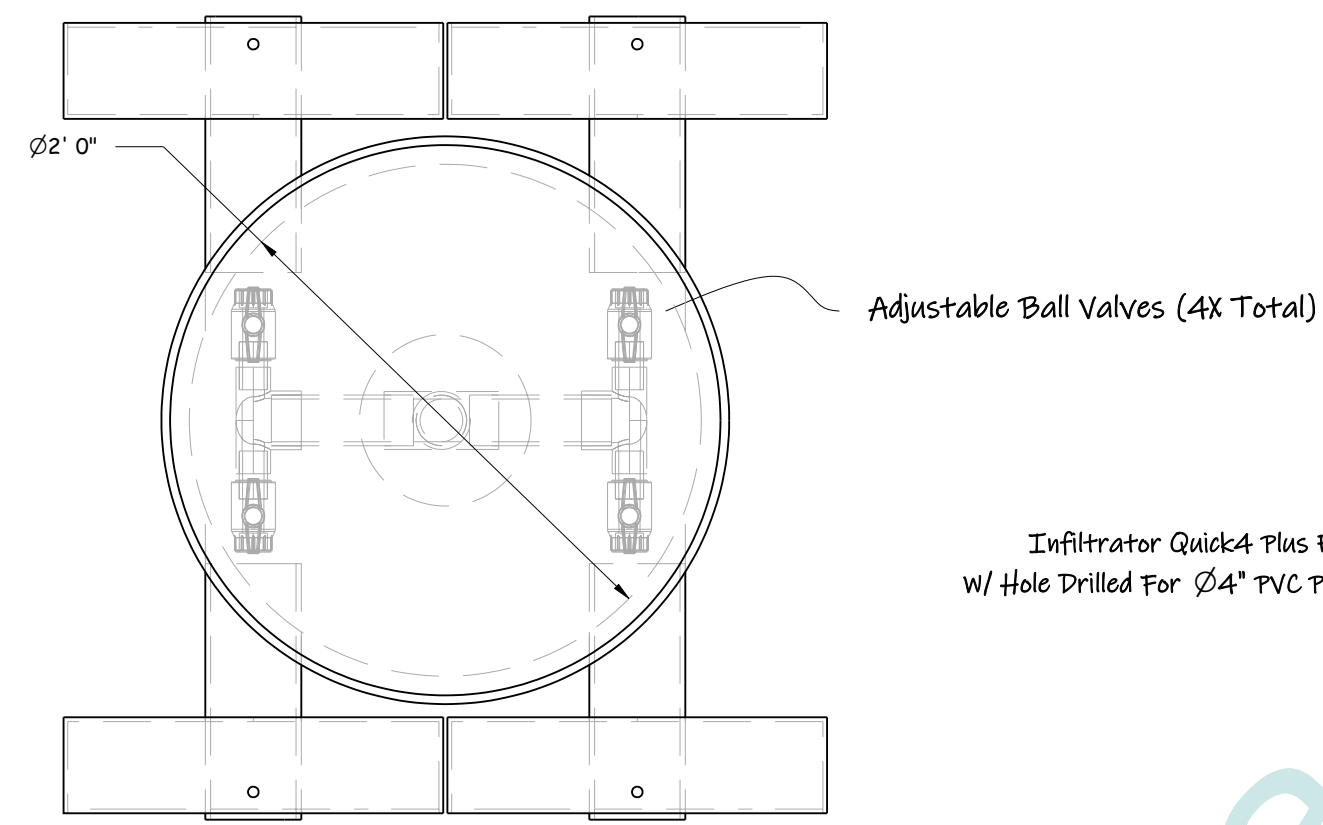 Ø2' 0"
Adjustable Ball Valves (4X Total)
Infiltrator Quick4 Plus
W/ Hole Drilled For Ø4" PVC